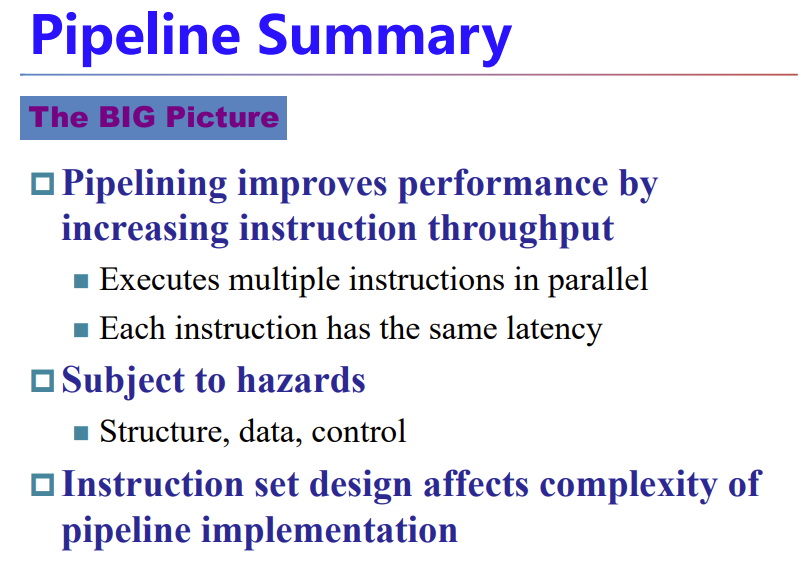 Pipeline Summary
The BIG Picture
Pipelining improves performance by
increasing instruction throughput
Executes multiple instructions in parallel
Each instruction has the same latency
Subject to hazards
Structure, data, control
Instruction set design affects complexity of
pipeline implementation